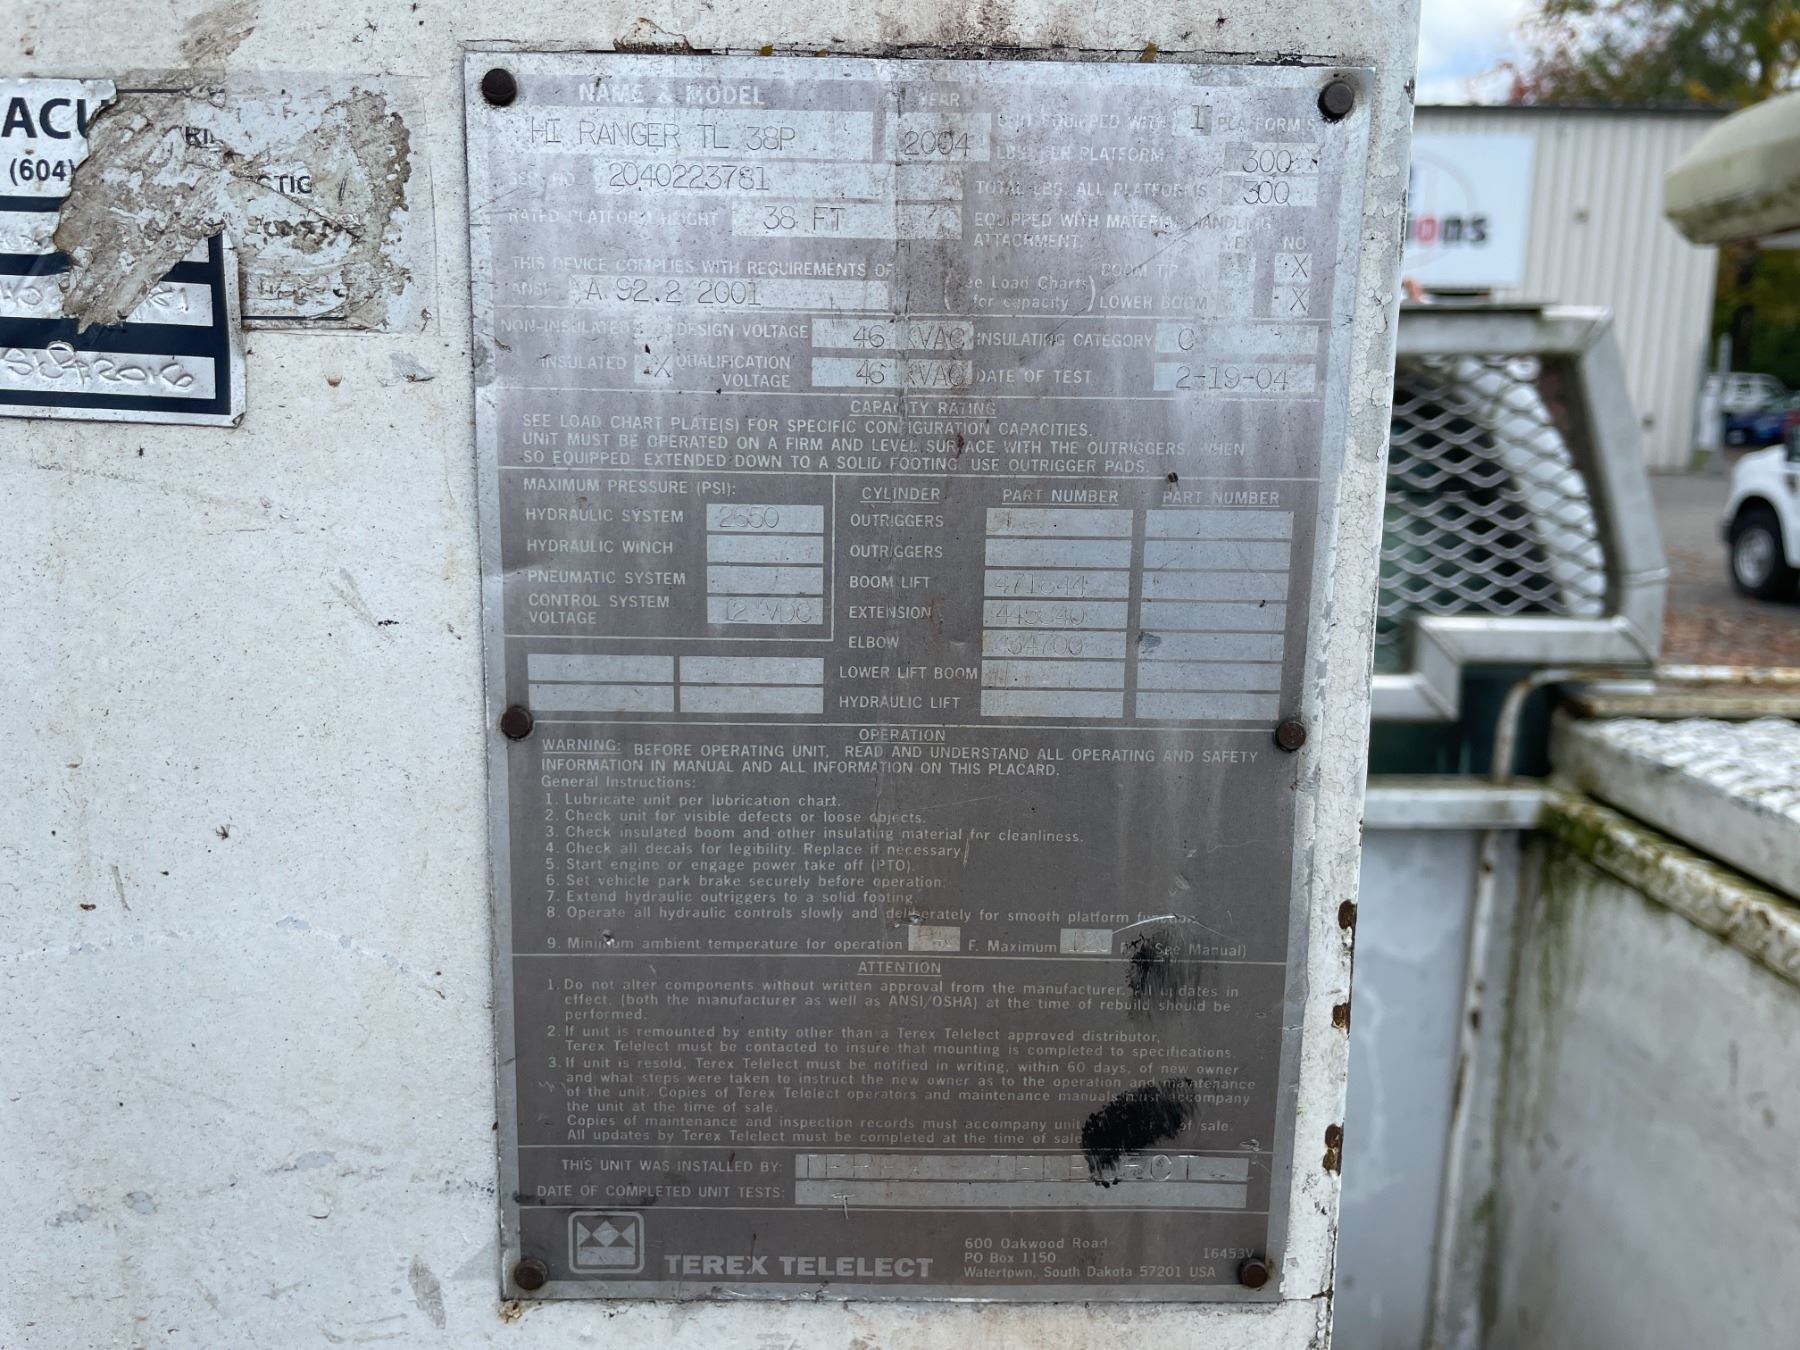 (604)
2016
NAME & MODEL
YEAR
HI RANGER TL 38P
2004
UNIT EQUIPPED WITH 1 PLATFORMS
LBS. PER PLATFORM 300
SER. NO. 2040223781
TOTAL LBS. ALL PLATFORMS 300
RATED PLATFORM HEIGHT 38 FT
EQUIPPED WITH MATERIAL HANDLING
ATTACHMENT.
YES NO
THIS DEVICE COMPLIES WITH REQUIREMENTS OF
ANSI A 92.2 2001
(See Load Charts
for capacity)
BOOM TIP X
LOWER BOOM X
NON-INSULATED DESIGN VOLTAGE 46 KVAC INSULATING CATEGORY C
INSULATED X QUALIFICATION VOLTAGE 46 KVAC DATE OF TEST 2-19-04
CAPACITY RATING
SEE LOAD CHART PLATE(S) FOR SPECIFIC CONFIGURATION CAPACITIES.
UNIT MUST BE OPERATED ON A FIRM AND LEVEL SURFACE WITH THE OUTRIGGERS, WHEN
SO EQUIPPED, EXTENDED DOWN TO A SOLID FOOTING. USE OUTRIGGER PADS.
MAXIMUM PRESSURE (PSI):
HYDRAULIC SYSTEM
HYDRAULIC WINCH
PNEUMATIC SYSTEM
CONTROL SYSTEM
VOLTAGE 12 VDC
CYLINDER PART NUMBER PART NUMBER
OUTRIGGERS
OUTRIGGERS
BOOM LIFT
EXTENSION
ELBOW
LOWER LIFT BOOM
HYDRAULIC LIFT
OPERATION
WARNING: BEFORE OPERATING UNIT, READ AND UNDERSTAND ALL OPERATING AND SAFETY
INFORMATION IN MANUAL AND ALL INFORMATION ON THIS PLACARD.
General Instructions:
1. Lubricate unit per lubrication chart.
2. Check unit for visible defects or loose objects.
3. Check insulated boom and other insulating material for cleanliness.
4. Check all decals for legibility. Replace if necessary.
5. Start engine or engage power take off (PTO).
6. Set vehicle park brake securely before operation.
7. Extend hydraulic outriggers to a solid footing.
8. Operate all hydraulic controls slowly and deliberately for smooth platform function.
9. Minimum ambient temperature for operation F. Maximum F. (See Manual)
ATTENTION
1. Do not alter components without written approval from the manufacturer. All updates in
effect, (both the manufacturer as well as ANSI/OSHA) at the time of rebuild should be
performed.
2. If unit is remounted by entity other than a Terex Telelect approved distributor,
Terex Telelect must be contacted to insure that mounting is completed to specifications.
3. If unit is resold, Terex Telelect must be notified in writing, within 60 days, of new owner
and what steps were taken to instruct the new owner as to the operation and maintenance
of the unit. Copies of Terex Telelect operators and maintenance manuals must accompany
the unit at the time of sale.
Copies of maintenance and inspection records must accompany unit of sale.
All updates by Terex Telelect must be completed at the time of sale
THIS UNIT WAS INSTALLED BY: TEREX TELELECT
DATE OF COMPLETED UNIT TESTS:
TEREX TELELECT
600 Oakwood Road
PO Box 1150
Watertown, South Dakota 57201 USA
16453V